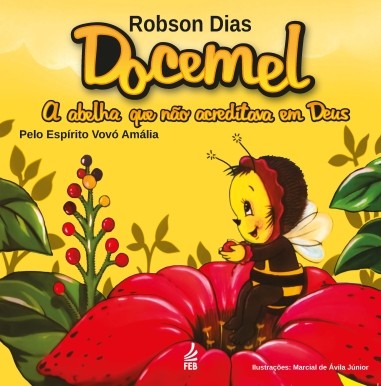 Robson Dias
Docemel
A abelha que não acreditava em Deus
Pelo Espírito Vovó Amália
FEB
Ilustrações: Marcial de Ávila Júnior